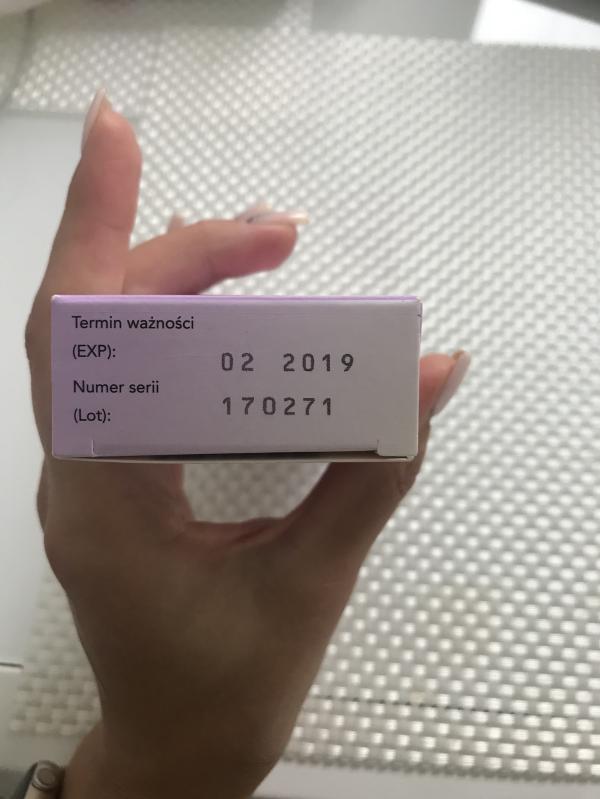 Termin ważności
(EXP): 02 2019
Numer serii
(Lot): 170271